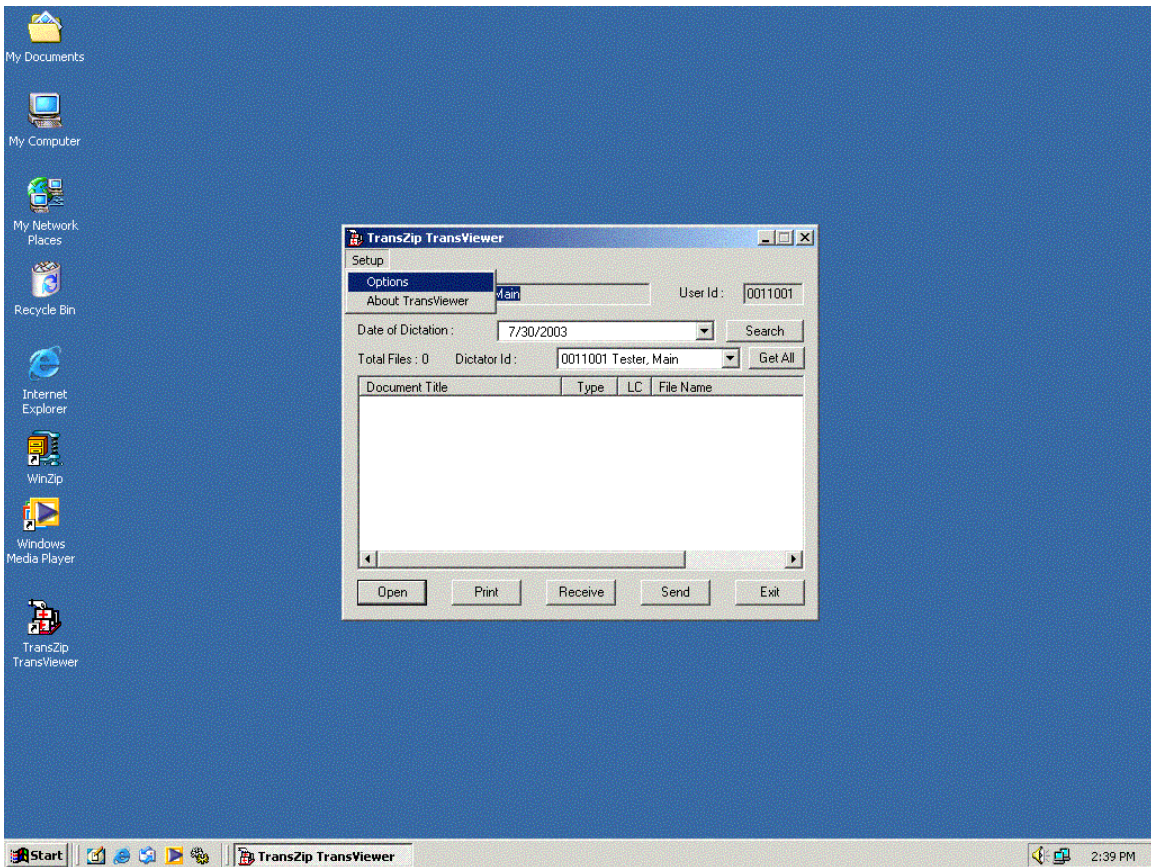 My Documents
My Computer
My Network
Places
Recycle Bin
Internet
Explorer
WinZip
Windows
Media Player
TransZip
TransViewer
TransZip TransViewer
Setup
Options
About TransViewer
Main
User Id :
0011001
Date of Dictation :
7/30/2003
Search
Total Files : 0
Dictator Id :
0011001 Tester, Main
Get All
Document Title
Type
LC
File Name
Open
Print
Receive
Send
Exit
Start
TransZip TransViewer
2:39 PM